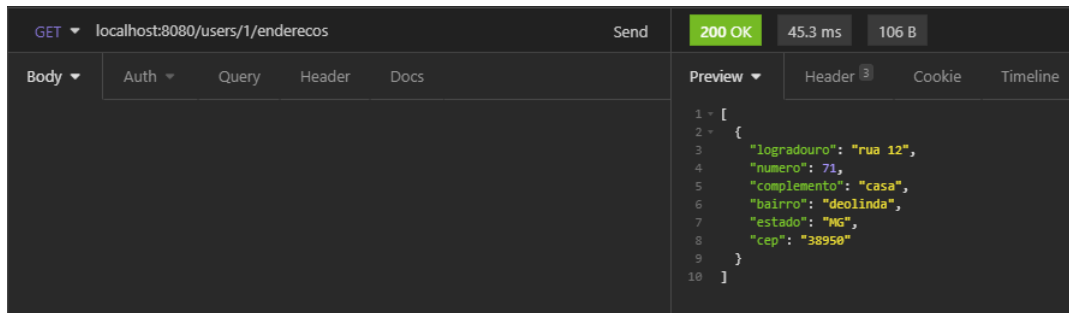 GET localhost:8080/users/1/enderecos Send 200 OK 45.3 ms 106 B
Body Auth Query Header Docs Preview Header 3 Cookie Timeline
1 [
2 {
3 "logradouro": "rua 12",
4 "numero": 71,
5 "complemento": "casa",
6 "bairro": "deolinda",
7 "estado": "MG",
8 "cep": "38950"
9 }
10 ]